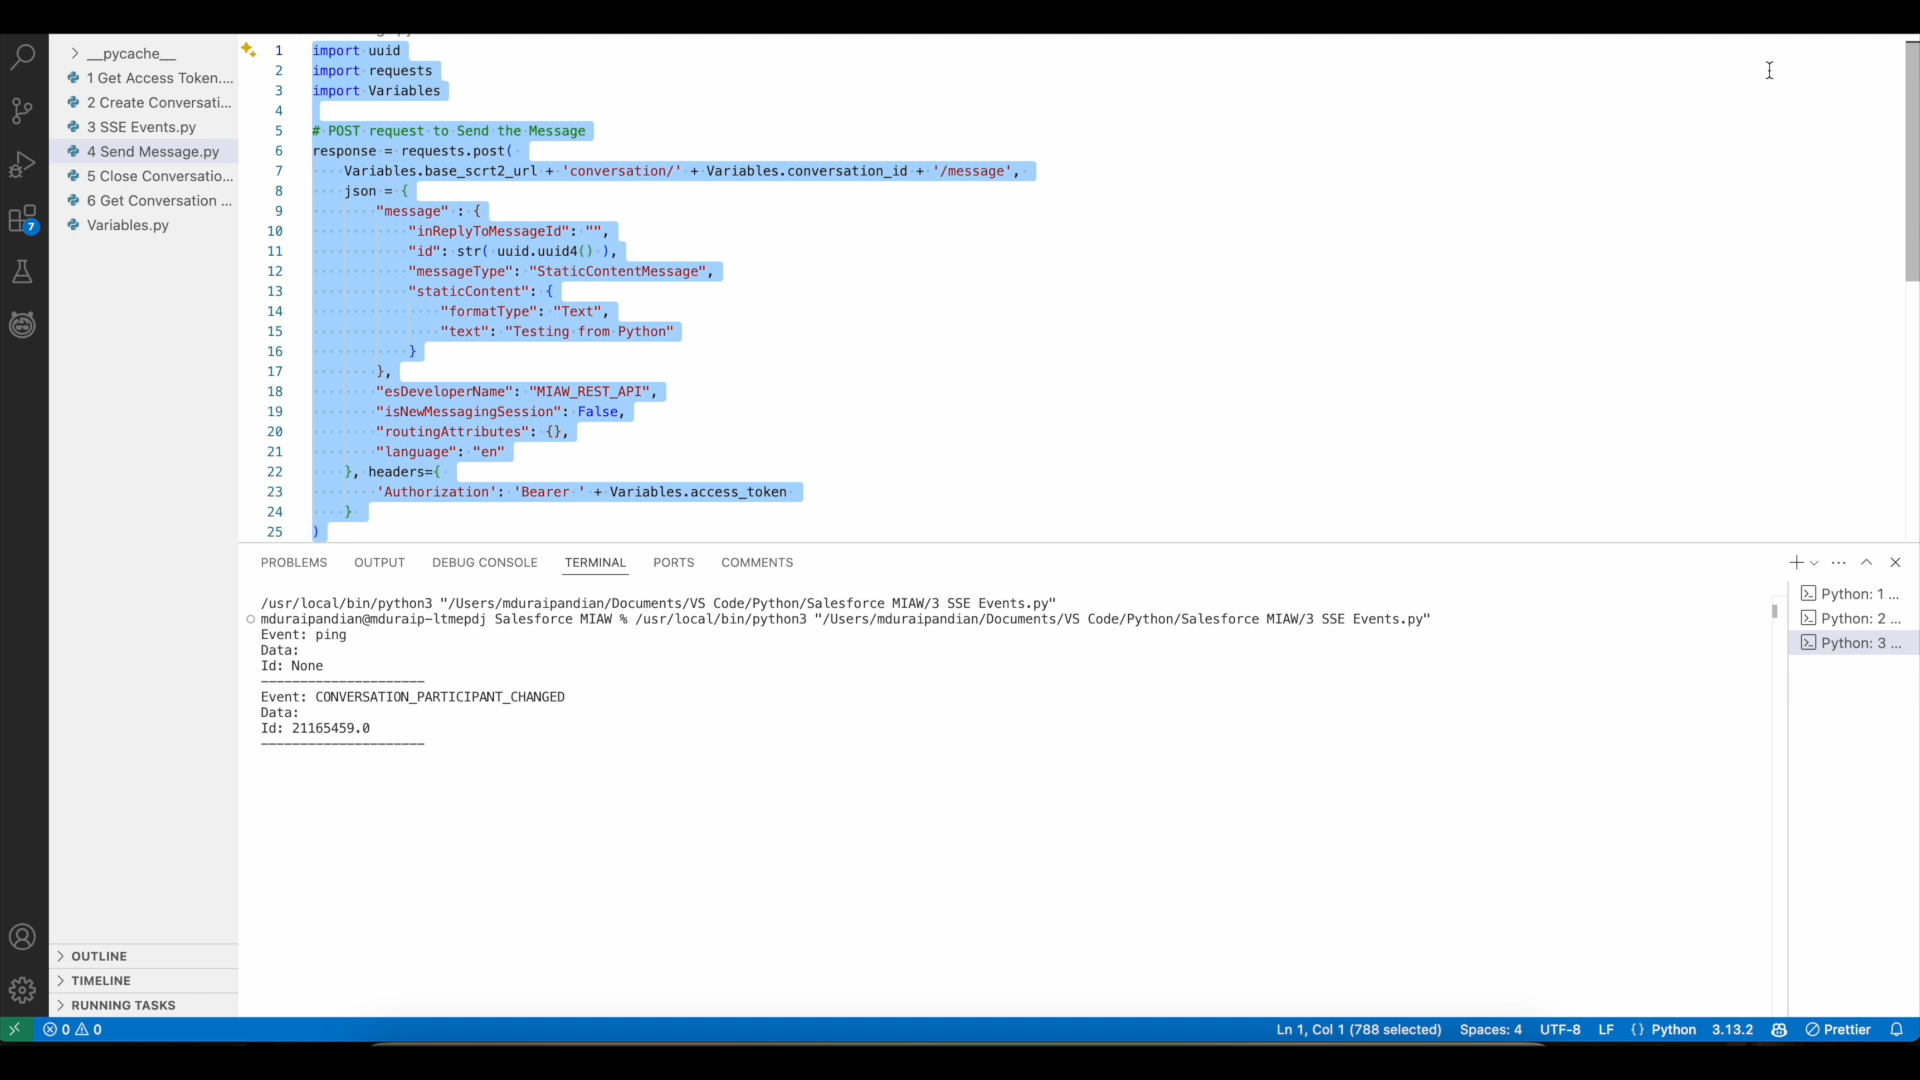 __pycache__
1 Get Access Token....
2 Create Conversati...
3 SSE Events.py
4 Send Message.py
5 Close Conversatio...
6 Get Conversation ...
Variables.py
7
OUTLINE
TIMELINE
RUNNING TASKS
1 import uuid
2 import requests
3 import Variables
4
5 # POST request to Send the Message
6 response = requests.post(
7 Variables.base_scrt2_url + 'conversation/' + Variables.conversation_id + '/message',
8 json = {
9 "message" : {
10 "inReplyToMessageId": "",
11 "id": str( uuid.uuid4() ),
12 "messageType": "StaticContentMessage",
13 "staticContent": {
14 "formatType": "Text",
15 "text": "Testing from Python"
16 }
17 },
18 "esDeveloperName": "MIAW_REST_API",
19 "isNewMessagingSession": False,
20 "routingAttributes": {},
21 "language": "en"
22 }, headers={
23 'Authorization': 'Bearer ' + Variables.access_token
24 }
25 )
PROBLEMS OUTPUT DEBUG CONSOLE TERMINAL PORTS COMMENTS
/usr/local/bin/python3 "/Users/mduraipandian/Documents/VS Code/Python/Salesforce MIAW/3 SSE Events.py"
mduraipandian@mduraip-ltmepdj Salesforce MIAW % /usr/local/bin/python3 "/Users/mduraipandian/Documents/VS Code/Python/Salesforce MIAW/3 SSE Events.py"
Event: ping
Data:
Id: None
---------------------
Event: CONVERSATION_PARTICIPANT_CHANGED
Data:
Id: 21165459.0
---------------------
Python: 1 ...
Python: 2 ...
Python: 3 ...
0 0 Ln 1, Col 1 (788 selected) Spaces: 4 UTF-8 LF {} Python 3.13.2 Prettier